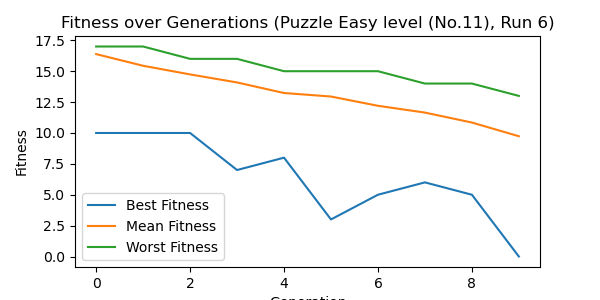 Fitness over Generations (Puzzle Easy level (No.11), Run 6)
17.5
15.0
12.5
10.0
7.5
5.0
2.5
0.0
Fitness
Best Fitness
Mean Fitness
Worst Fitness
0 2 4 6 8
Generation